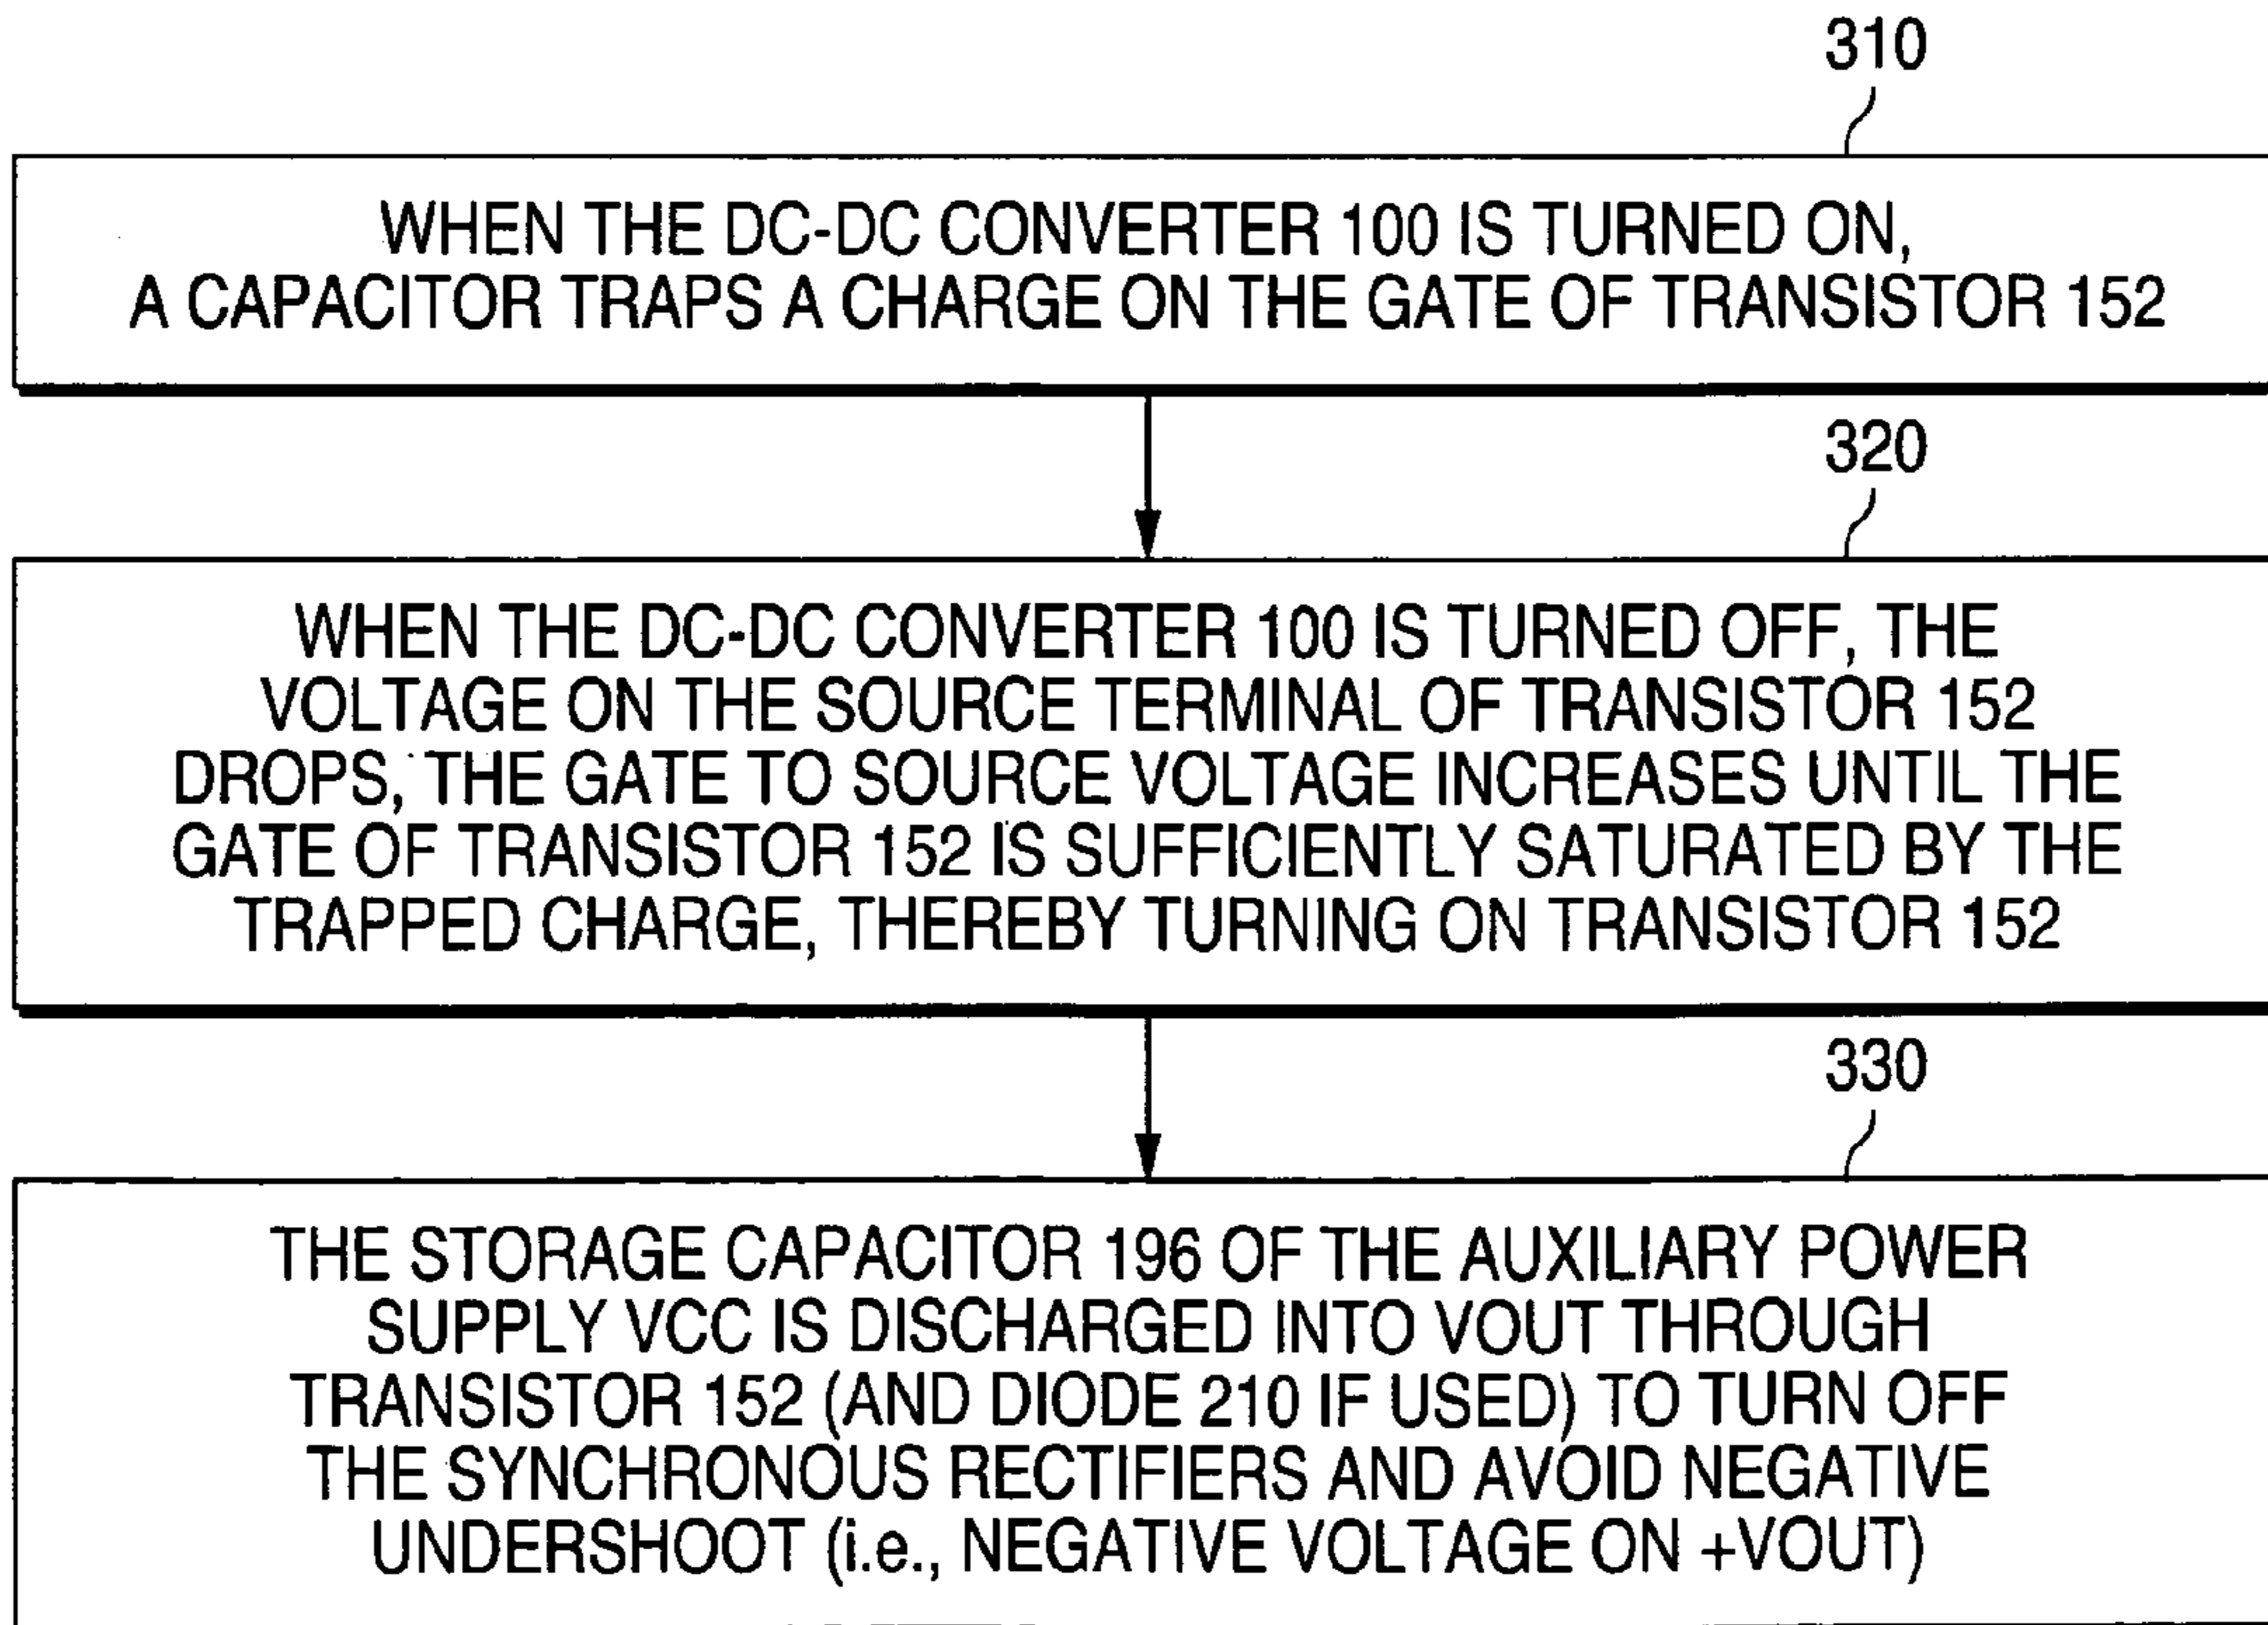 310
WHEN THE DC-DC CONVERTER 100 IS TURNED ON,
A CAPACITOR TRAPS A CHARGE ON THE GATE OF TRANSISTOR 152
320
WHEN THE DC-DC CONVERTER 100 IS TURNED OFF, THE
VOLTAGE ON THE SOURCE TERMINAL OF TRANSISTOR 152
DROPS, THE GATE TO SOURCE VOLTAGE INCREASES UNTIL THE
GATE OF TRANSISTOR 152 IS SUFFICIENTLY SATURATED BY THE
TRAPPED CHARGE, THEREBY TURNING ON TRANSISTOR 152
330
THE STORAGE CAPACITOR 196 OF THE AUXILIARY POWER
SUPPLY VCC IS DISCHARGED INTO VOUT THROUGH
TRANSISTOR 152 (AND DIODE 210 IF USED) TO TURN OFF
THE SYNCHRONOUS RECTIFIERS AND AVOID NEGATIVE
UNDERSHOOT (i.e., NEGATIVE VOLTAGE ON +VOUT)